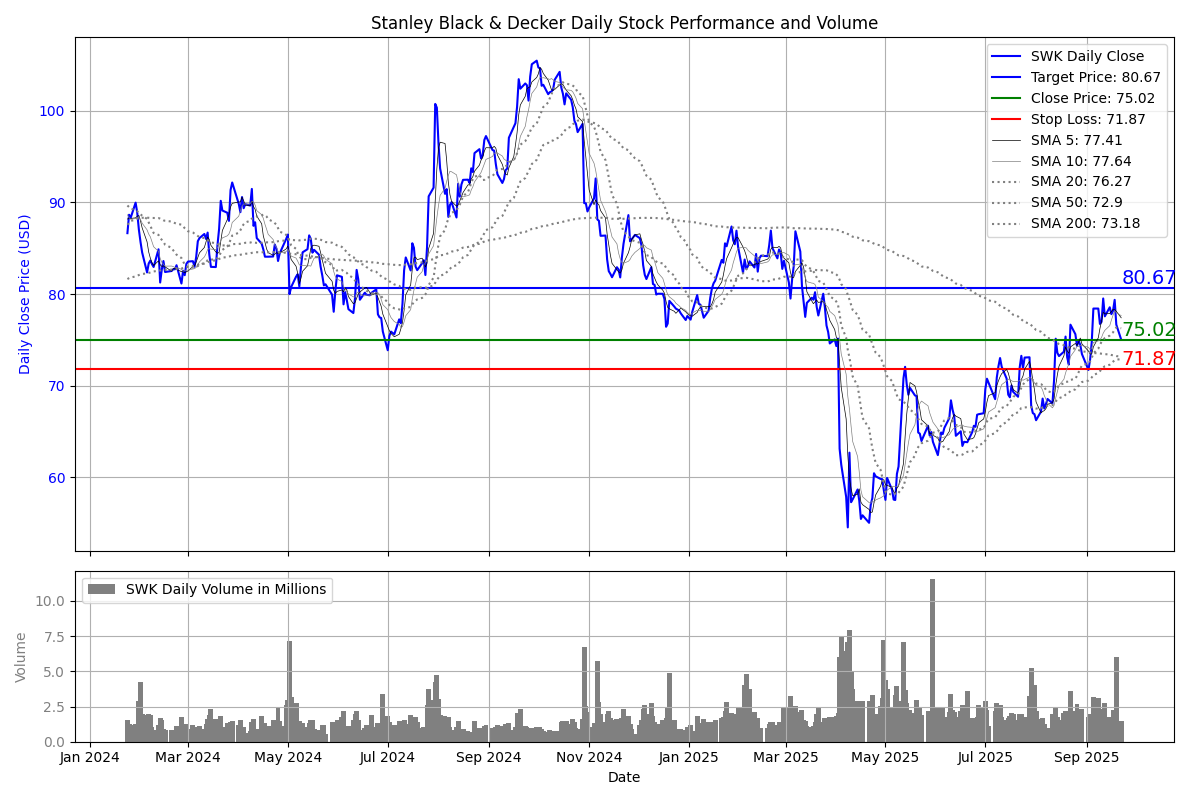 Stanley Black & Decker Daily Stock Performance and Volume
Daily Close Price (USD)
100
90
80
70
60
SWK Daily Close
Target Price: 80.67
Close Price: 75.02
Stop Loss: 71.87
SMA 5: 77.41
SMA 10: 77.64
SMA 20: 76.27
SMA 50: 72.9
SMA 200: 73.18
80.67
75.02
71.87
SWK Daily Volume in Millions
Volume
10.0
7.5
5.0
2.5
0.0
Jan 2024 Mar 2024 May 2024 Jul 2024 Sep 2024 Nov 2024 Jan 2025 Mar 2025 May 2025 Jul 2025 Sep 2025
Date